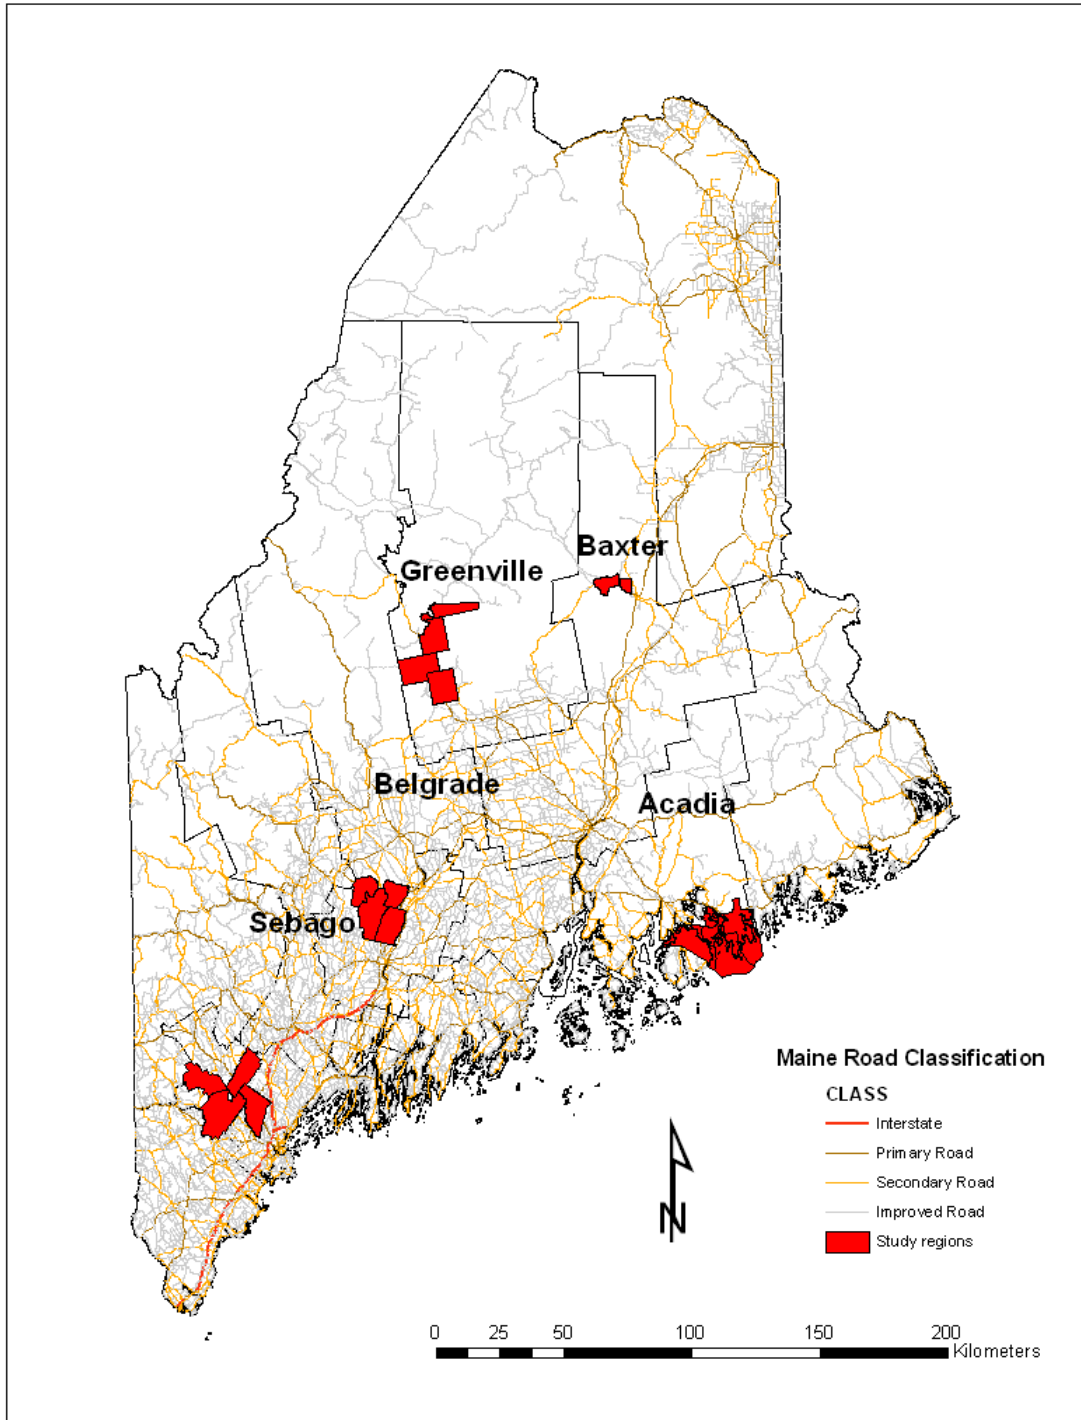 Baxter
Greenville
Belgrade
Acadia
Sebago
Maine Road Classification
CLASS
Interstate
Primary Road
Secondary Road
Improved Road
Study regions
N
0 25 50 100 150 200
Kilometers